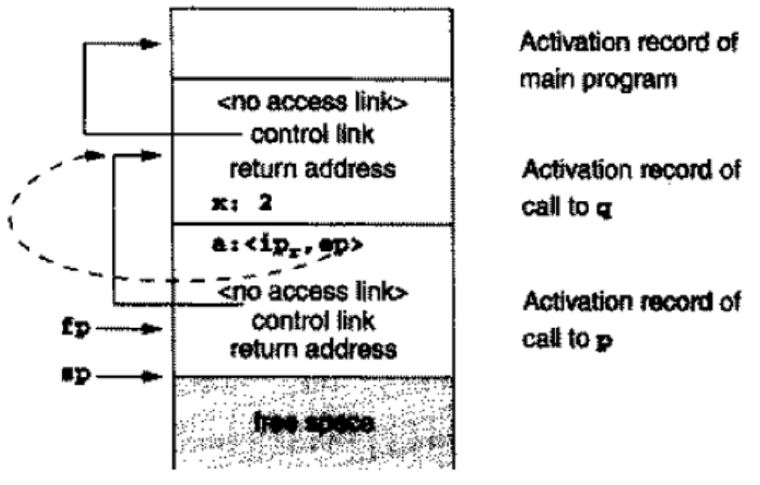 Activation record of
main program
<no access link>
control link
return address
x: 2
Activation record of
call to q
a:<ipr,ep>
<no access link>
control link
return address
Activation record of
call to p
fp
sp
free space